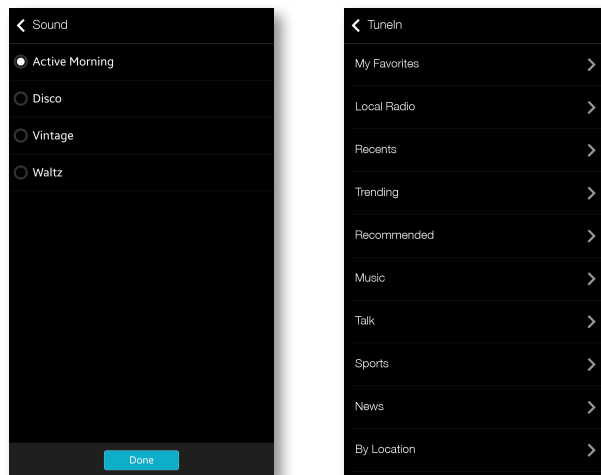 Sound
Active Morning
Disco
Vintage
Waltz
Done
TuneIn
My Favorites
Local Radio
Recents
Trending
Recommended
Music
Talk
Sports
News
By Location